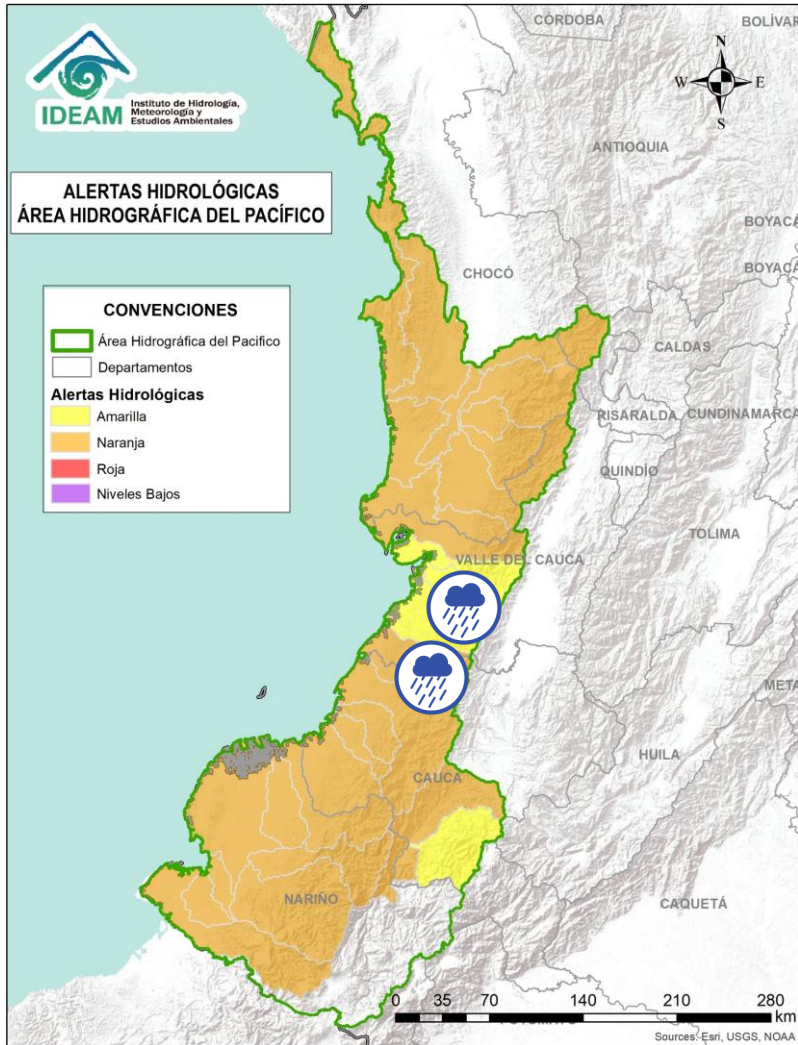 CÓRDOBA
BOLÍVAR
N
W
E
S
IDEAM
Instituto de Hidrología,
Meteorología y
Estudios Ambientales
ANTIOQUIA
ALERTAS HIDROLÓGICAS
ÁREA HIDROGRÁFICA DEL PACÍFICO
BOYACÁ
BOYACÁ
CHOCÓ
CONVENCIONES
Área Hidrográfica del Pacifico
Departamentos
Alertas Hidrológicas
Amarilla
Naranja
Roja
Niveles Bajos
CALDAS
RISARALDA
CUNDINAMARCA
QUINDÍO
TOLIMA
VALLE DEL CAUCA
META
HUILA
CAUCA
NARIÑO
CAQUETÁ
0 35 70 140 210 280
km
Sources: Esri, USGS, NOAA